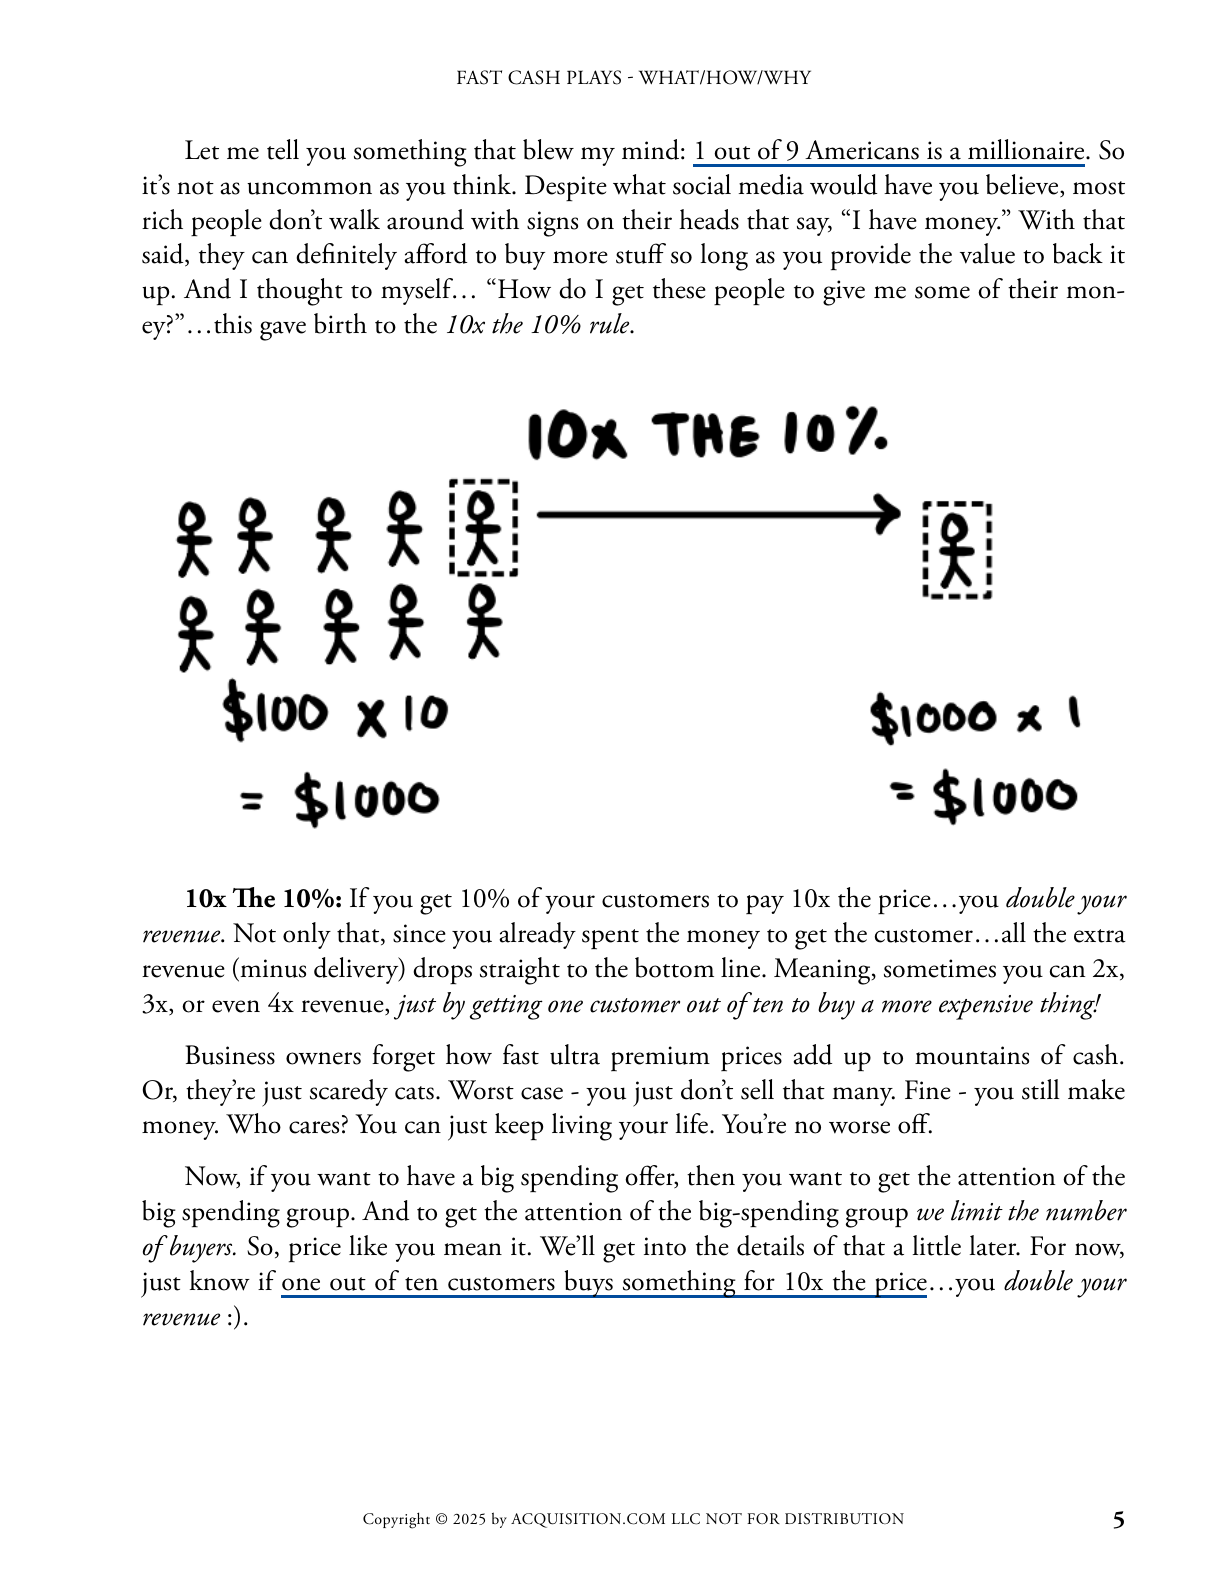 FAST CASH PLAYS - WHAT/HOW/WHY
Let me tell you something that blew my mind: 1 out of 9 Americans is a millionaire. So
it’s not as uncommon as you think. Despite what social media would have you believe, most
rich people don’t walk around with signs on their heads that say, “I have money.” With that
said, they can definitely afford to buy more stuff so long as you provide the value to back it
up. And I thought to myself… “How do I get these people to give me some of their mon-
ey?”…this gave birth to the 10x the 10% rule.
10x THE 10%
$100 x 10
= $1000
$1000 x 1
= $1000
10x The 10%: If you get 10% of your customers to pay 10x the price…you double your
revenue. Not only that, since you already spent the money to get the customer…all the extra
revenue (minus delivery) drops straight to the bottom line. Meaning, sometimes you can 2x,
3x, or even 4x revenue, just by getting one customer out of ten to buy a more expensive thing!
Business owners forget how fast ultra premium prices add up to mountains of cash.
Or, they’re just scaredy cats. Worst case - you just don’t sell that many. Fine - you still make
money. Who cares? You can just keep living your life. You’re no worse off.
Now, if you want to have a big spending offer, then you want to get the attention of the
big spending group. And to get the attention of the big-spending group we limit the number
of buyers. So, price like you mean it. We’ll get into the details of that a little later. For now,
just know if one out of ten customers buys something for 10x the price…you double your
revenue :).
Copyright © 2025 by ACQUISITION.COM LLC NOT FOR DISTRIBUTION
5